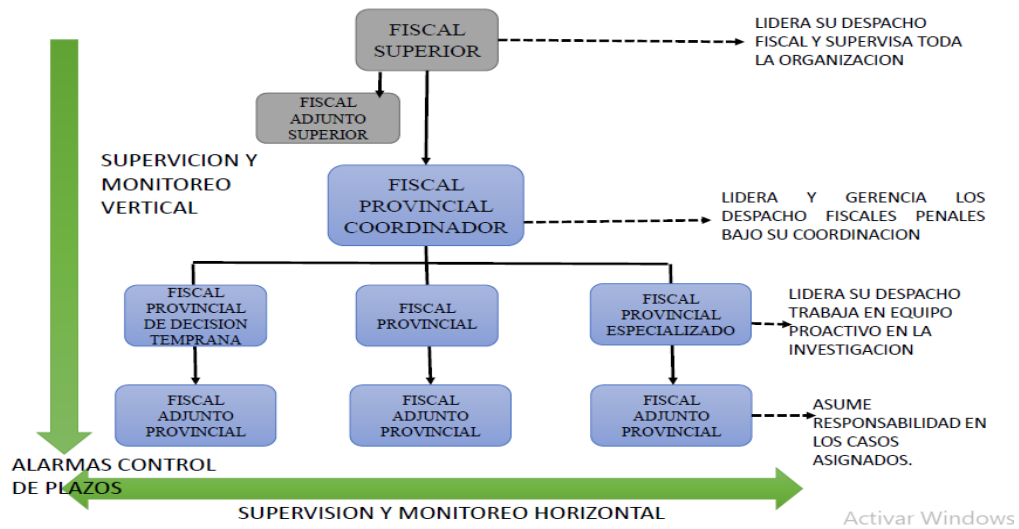 FISCAL
SUPERIOR
LIDERA SU DESPACHO
FISCAL Y SUPERVISA TODA
LA ORGANIZACION
FISCAL
ADJUNTO
SUPERIOR
SUPERVICION Y
MONITOREO
VERTICAL
FISCAL
PROVINCIAL
COORDINADOR
LIDERA Y GERENCIA LOS
DESPACHO FISCALES PENALES
BAJO SU COORDINACION
FISCAL
PROVINCIAL
DE DECISION
TEMPRANA
FISCAL
PROVINCIAL
FISCAL
PROVINCIAL
ESPECIALIZADO
LIDERA SU DESPACHO
TRABAJA EN EQUIPO
PROACTIVO EN LA
INVESTIGACION
FISCAL
ADJUNTO
PROVINCIAL
FISCAL
ADJUNTO
PROVINCIAL
FISCAL
ADJUNTO
PROVINCIAL
ASUME
RESPONSABILIDAD EN
LOS CASOS
ASIGNADOS.
ALARMAS CONTROL
DE PLAZOS
SUPERVISION Y MONITOREO HORIZONTAL
Activar Windows